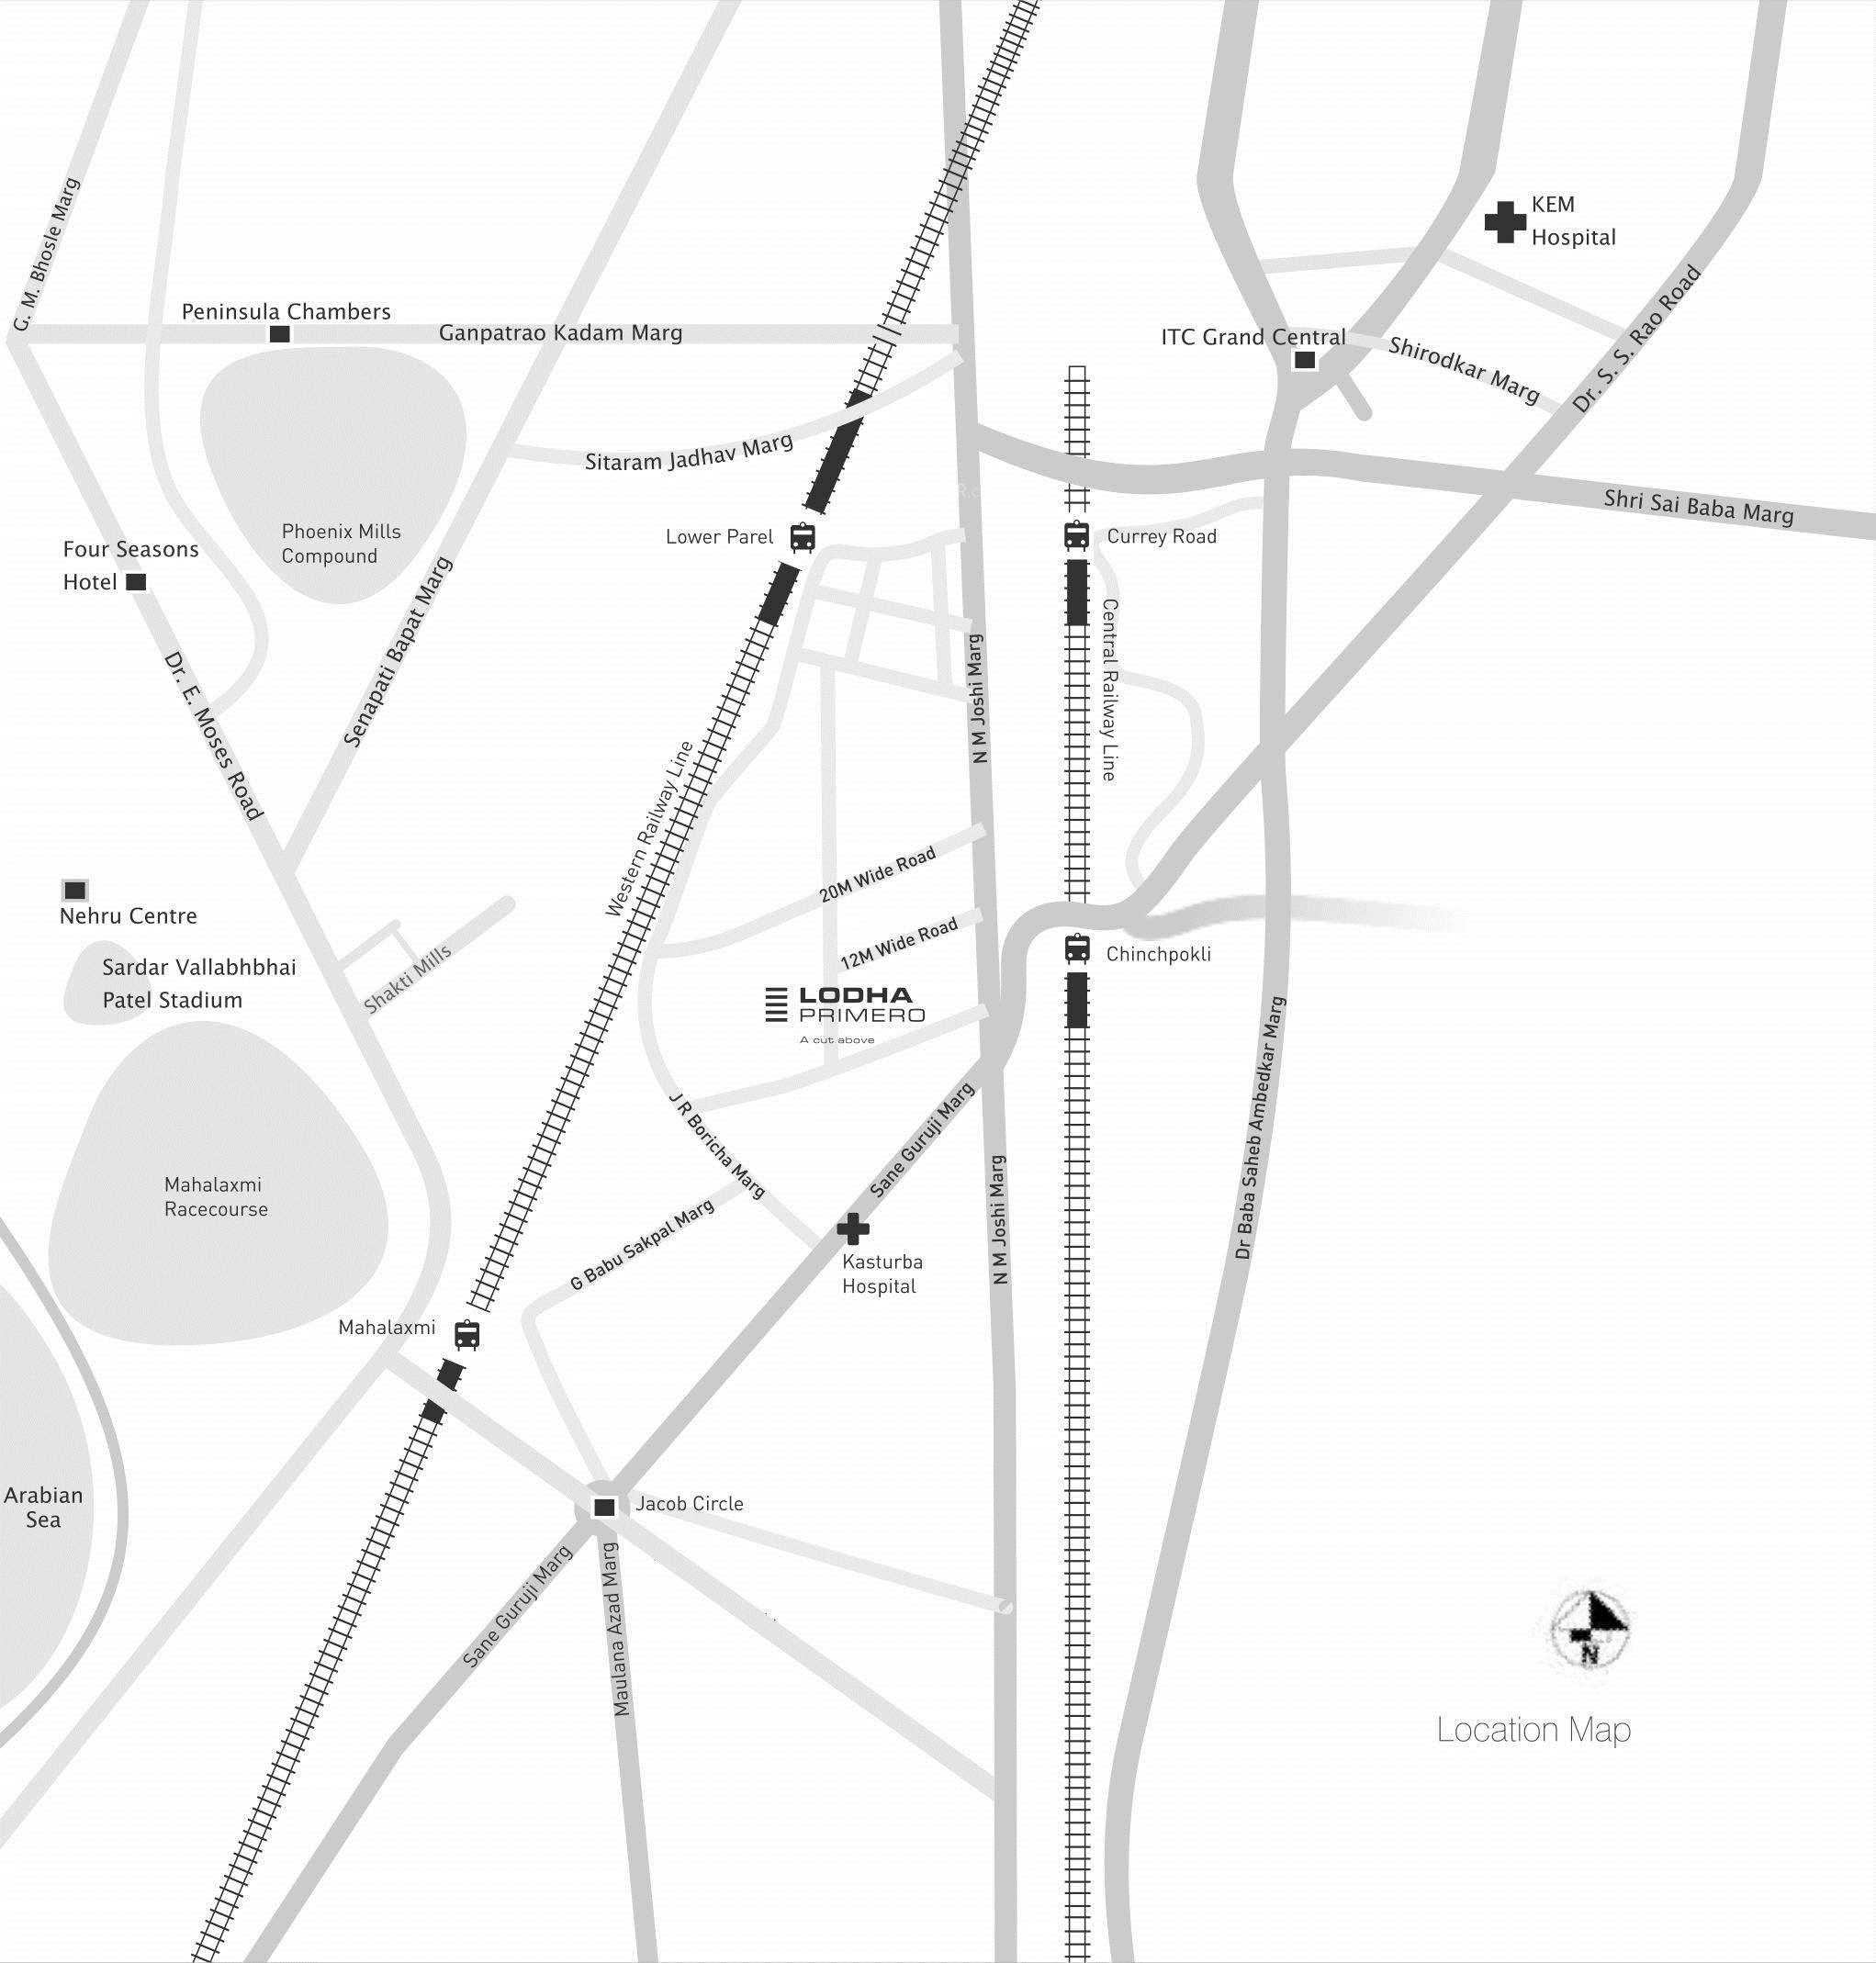 G. M. Bhosle Marg
KEM
Hospital
Peninsula Chambers
Ganpatrao Kadam Marg
ITC Grand Central
Shirodkar Marg
Dr. S. S. Rao Road
Sitaram Jadhav Marg
Shri Sai Baba Marg
Phoenix Mills
Compound
Lower Parel
Currey Road
Four Seasons
Hotel
Senapati Bapat Marg
Dr. E. Moses Road
N M Joshi Marg
Central Railway Line
Western Railway Line
20M Wide Road
12M Wide Road
Nehru Centre
Chinchpokli
Sardar Vallabhbhai
Patel Stadium
Shakti Mills
LODHA
PRIMERO
A cut above
J R Boricha Marg
Sane Guruji Marg
Dr Baba Saheb Ambedkar Marg
Mahalaxmi
Racecourse
G Babu Sakpal Marg
N M Joshi Marg
Kasturba
Hospital
Mahalaxmi
Arabian
Sea
Jacob Circle
Sane Guruji Marg
Maulana Azad Marg
N
Location Map